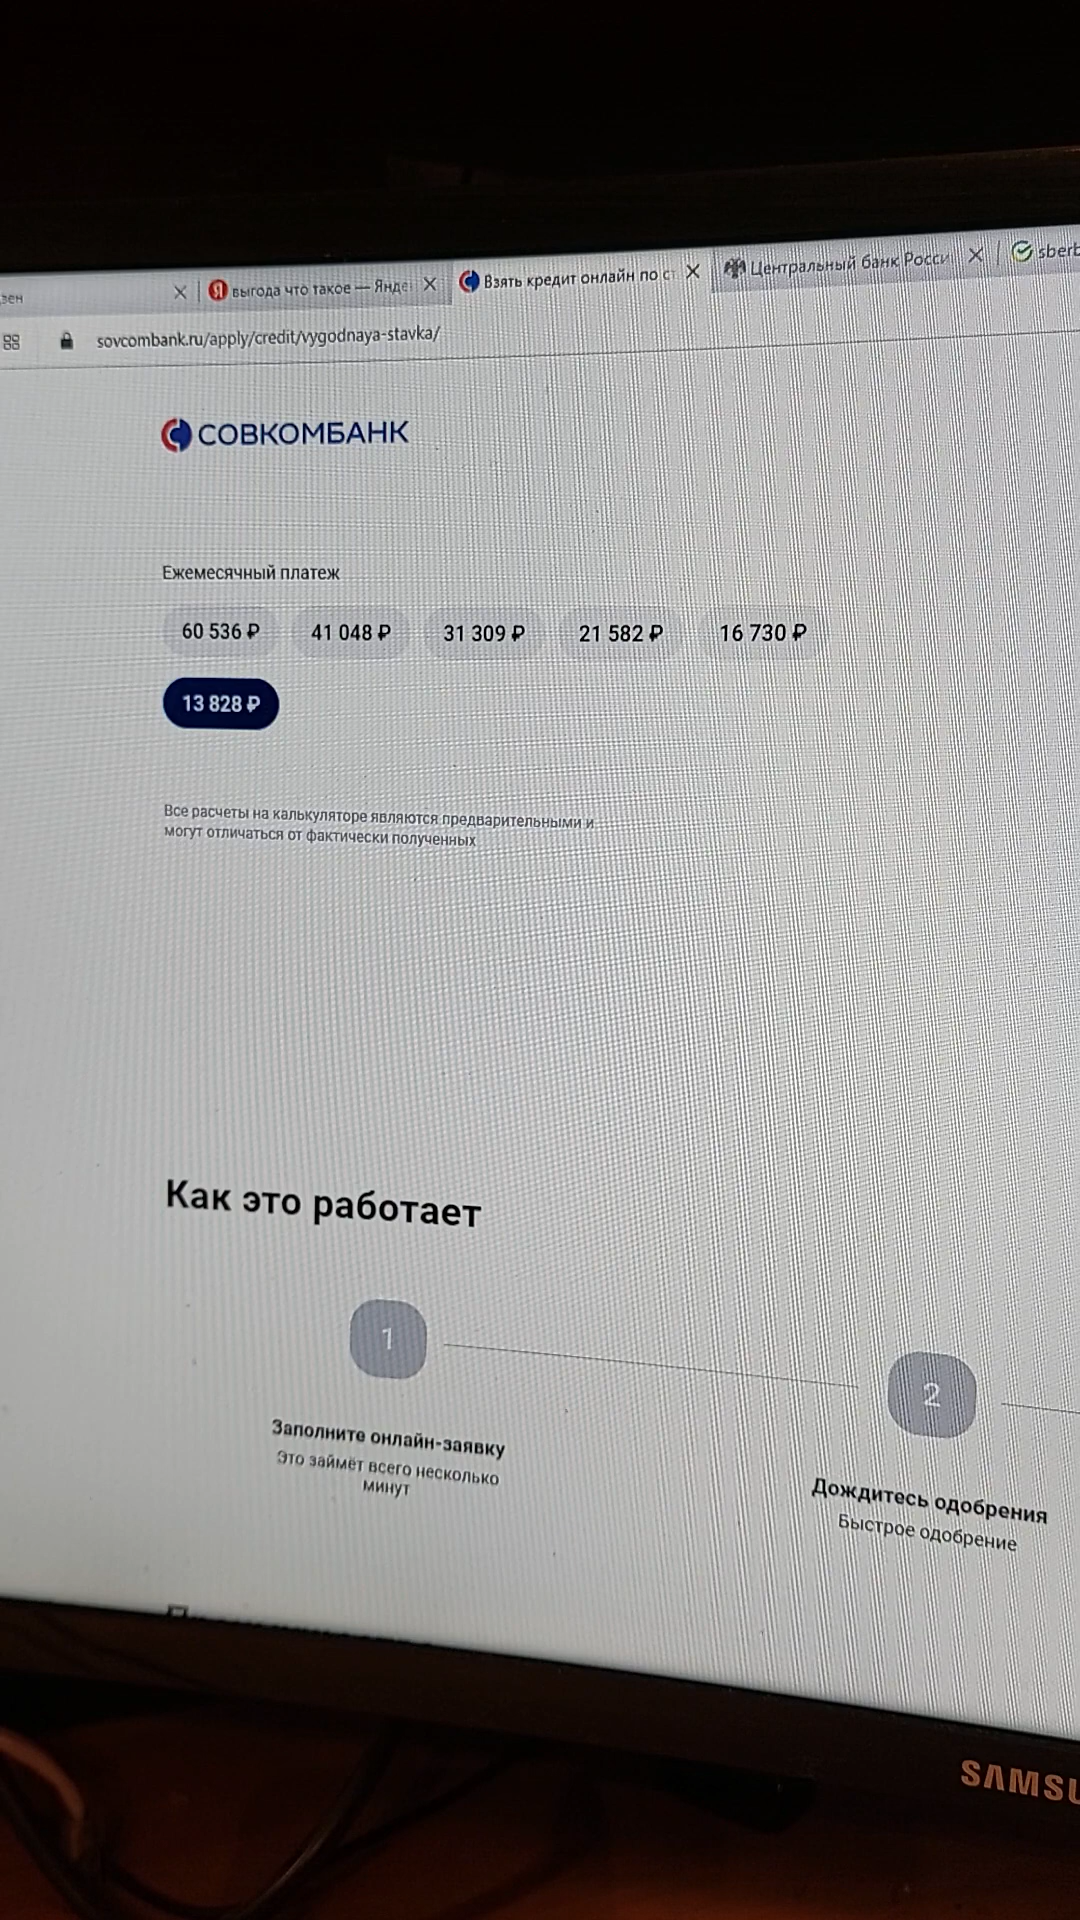 зен
выгода что такое — Яндe
Взять кредит онлайн по ст
Центральный банк Росси
sberb
sovcombank.ru/apply/credit/vygodnaya-stavka/
СОВКОМБАНК
Ежемесячный платеж
60 536 ₽ 41 048 ₽ 31 309 ₽ 21 582 ₽ 16 730 ₽
13 828 ₽
Все расчеты на калькуляторе являются предварительными и
могут отличаться от фактически полученных
Как это работает
1
Заполните онлайн-заявку
Это займёт всего несколько
минут
2
Дождитесь одобрения
Быстрое одобрение
SAMSU